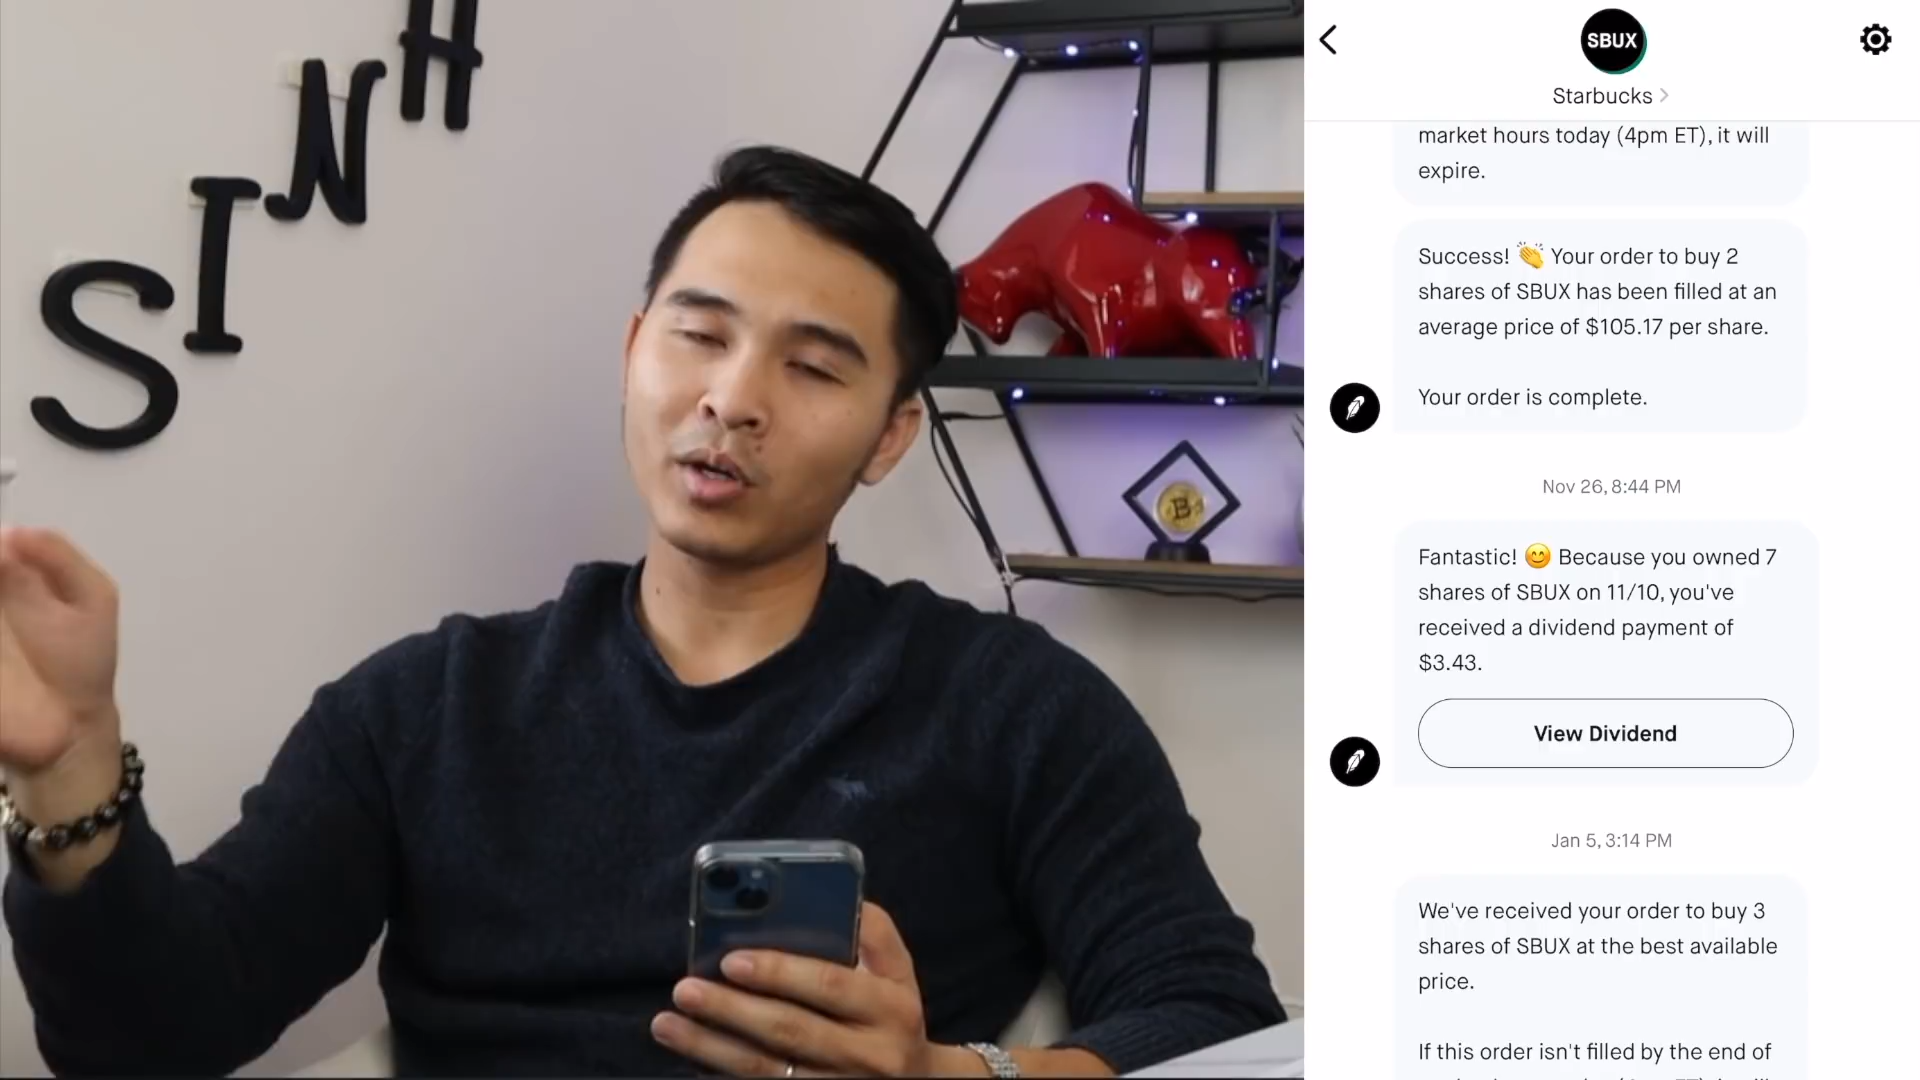 SINH
SBUX
Starbucks
market hours today (4pm ET), it will
expire.
Success! 👏 Your order to buy 2
shares of SBUX has been filled at an
average price of $105.17 per share.
Your order is complete.
Nov 26, 8:44 PM
Fantastic! 😊 Because you owned 7
shares of SBUX on 11/10, you've
received a dividend payment of
$3.43.
View Dividend
Jan 5, 3:14 PM
We've received your order to buy 3
shares of SBUX at the best available
price.
If this order isn't filled by the end of